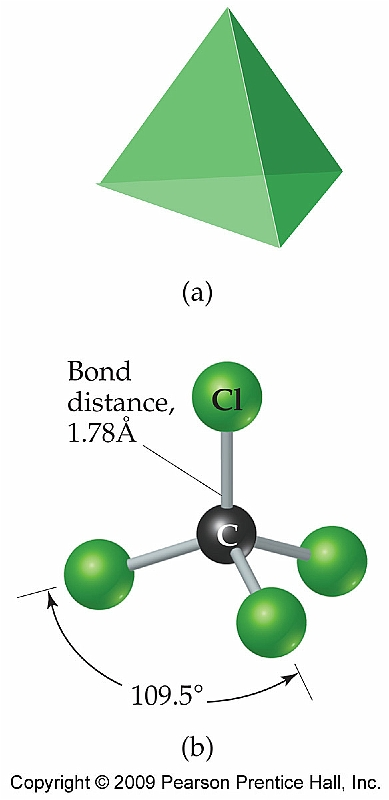 (a)
Bond
distance,
1.78Å
Cl
C
109.5°
(b)
Copyright © 2009 Pearson Prentice Hall, Inc.